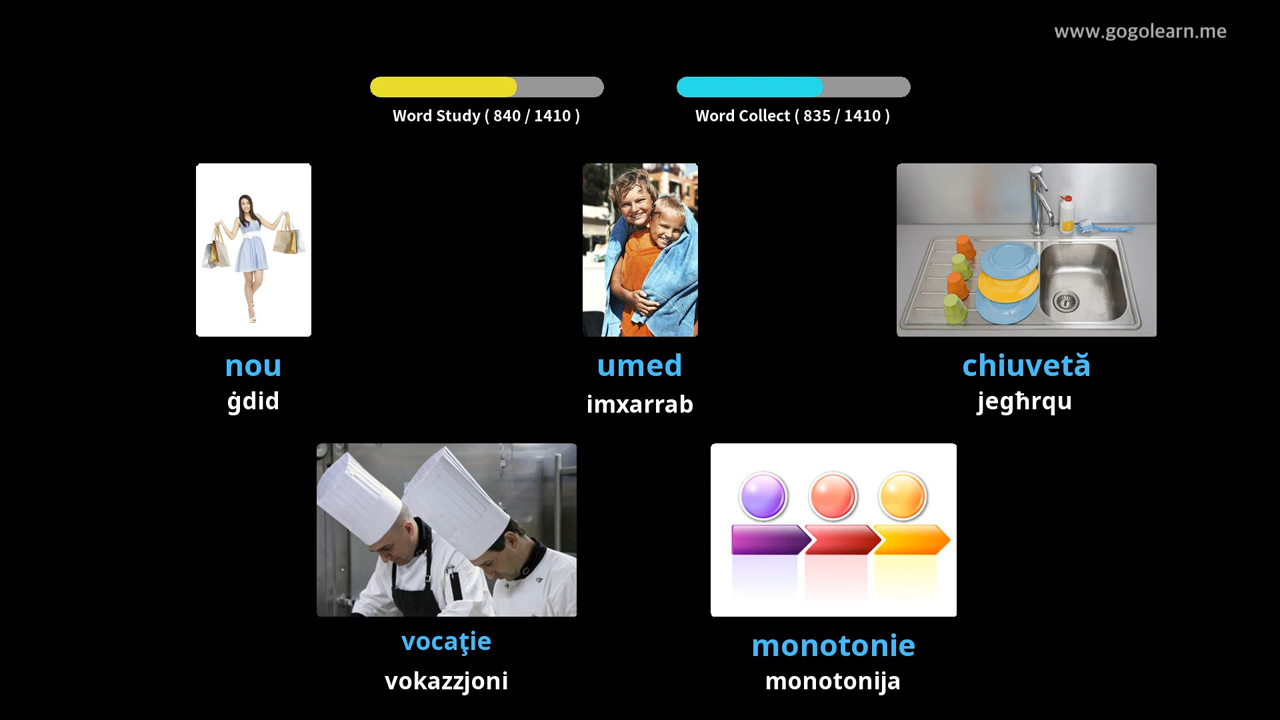 www.gogolearn.me
Word Study ( 840 / 1410 )
Word Collect ( 835 / 1410 )
nou
ġdid
umed
imxarrab
chiuvetă
jegħrqu
vocaţie
vokazzjoni
monotonie
monotonija